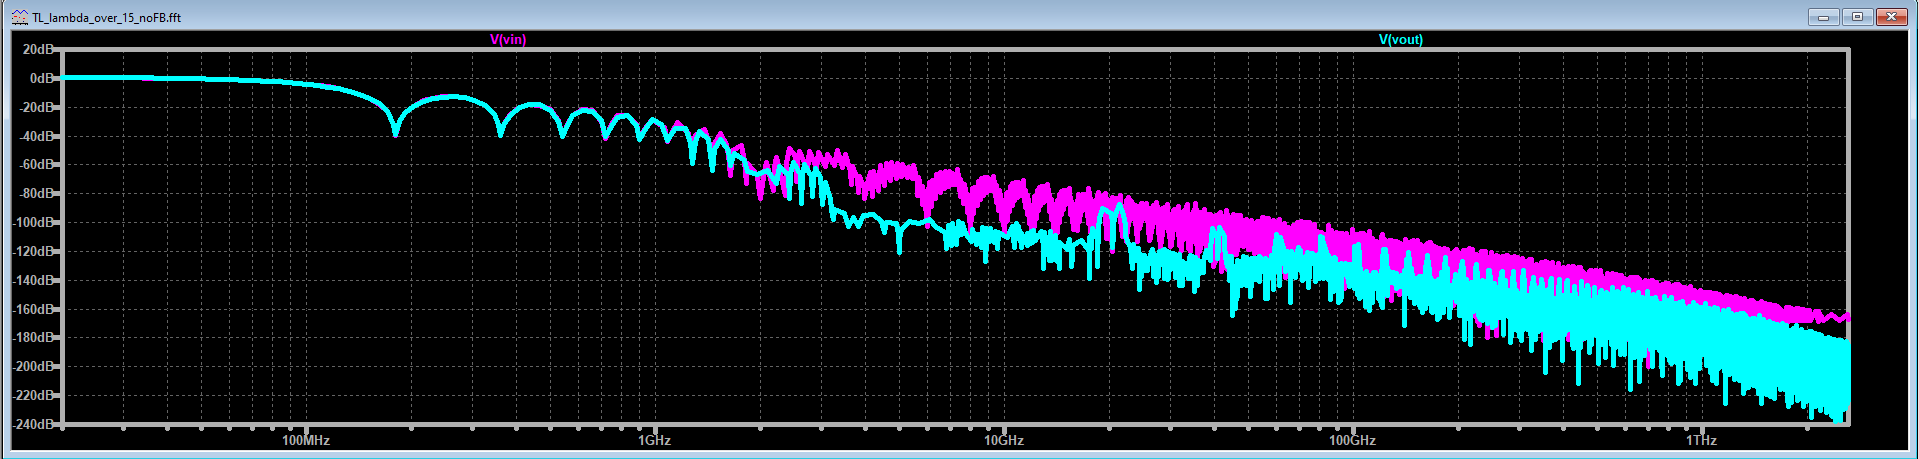 TL_lambda_over_15_noFB.fft
V(vin) V(vout)
20dB
0dB
-20dB
-40dB
-60dB
-80dB
-100dB
-120dB
-140dB
-160dB
-180dB
-200dB
-220dB
-240dB
100MHz 1GHz 10GHz 100GHz 1THz